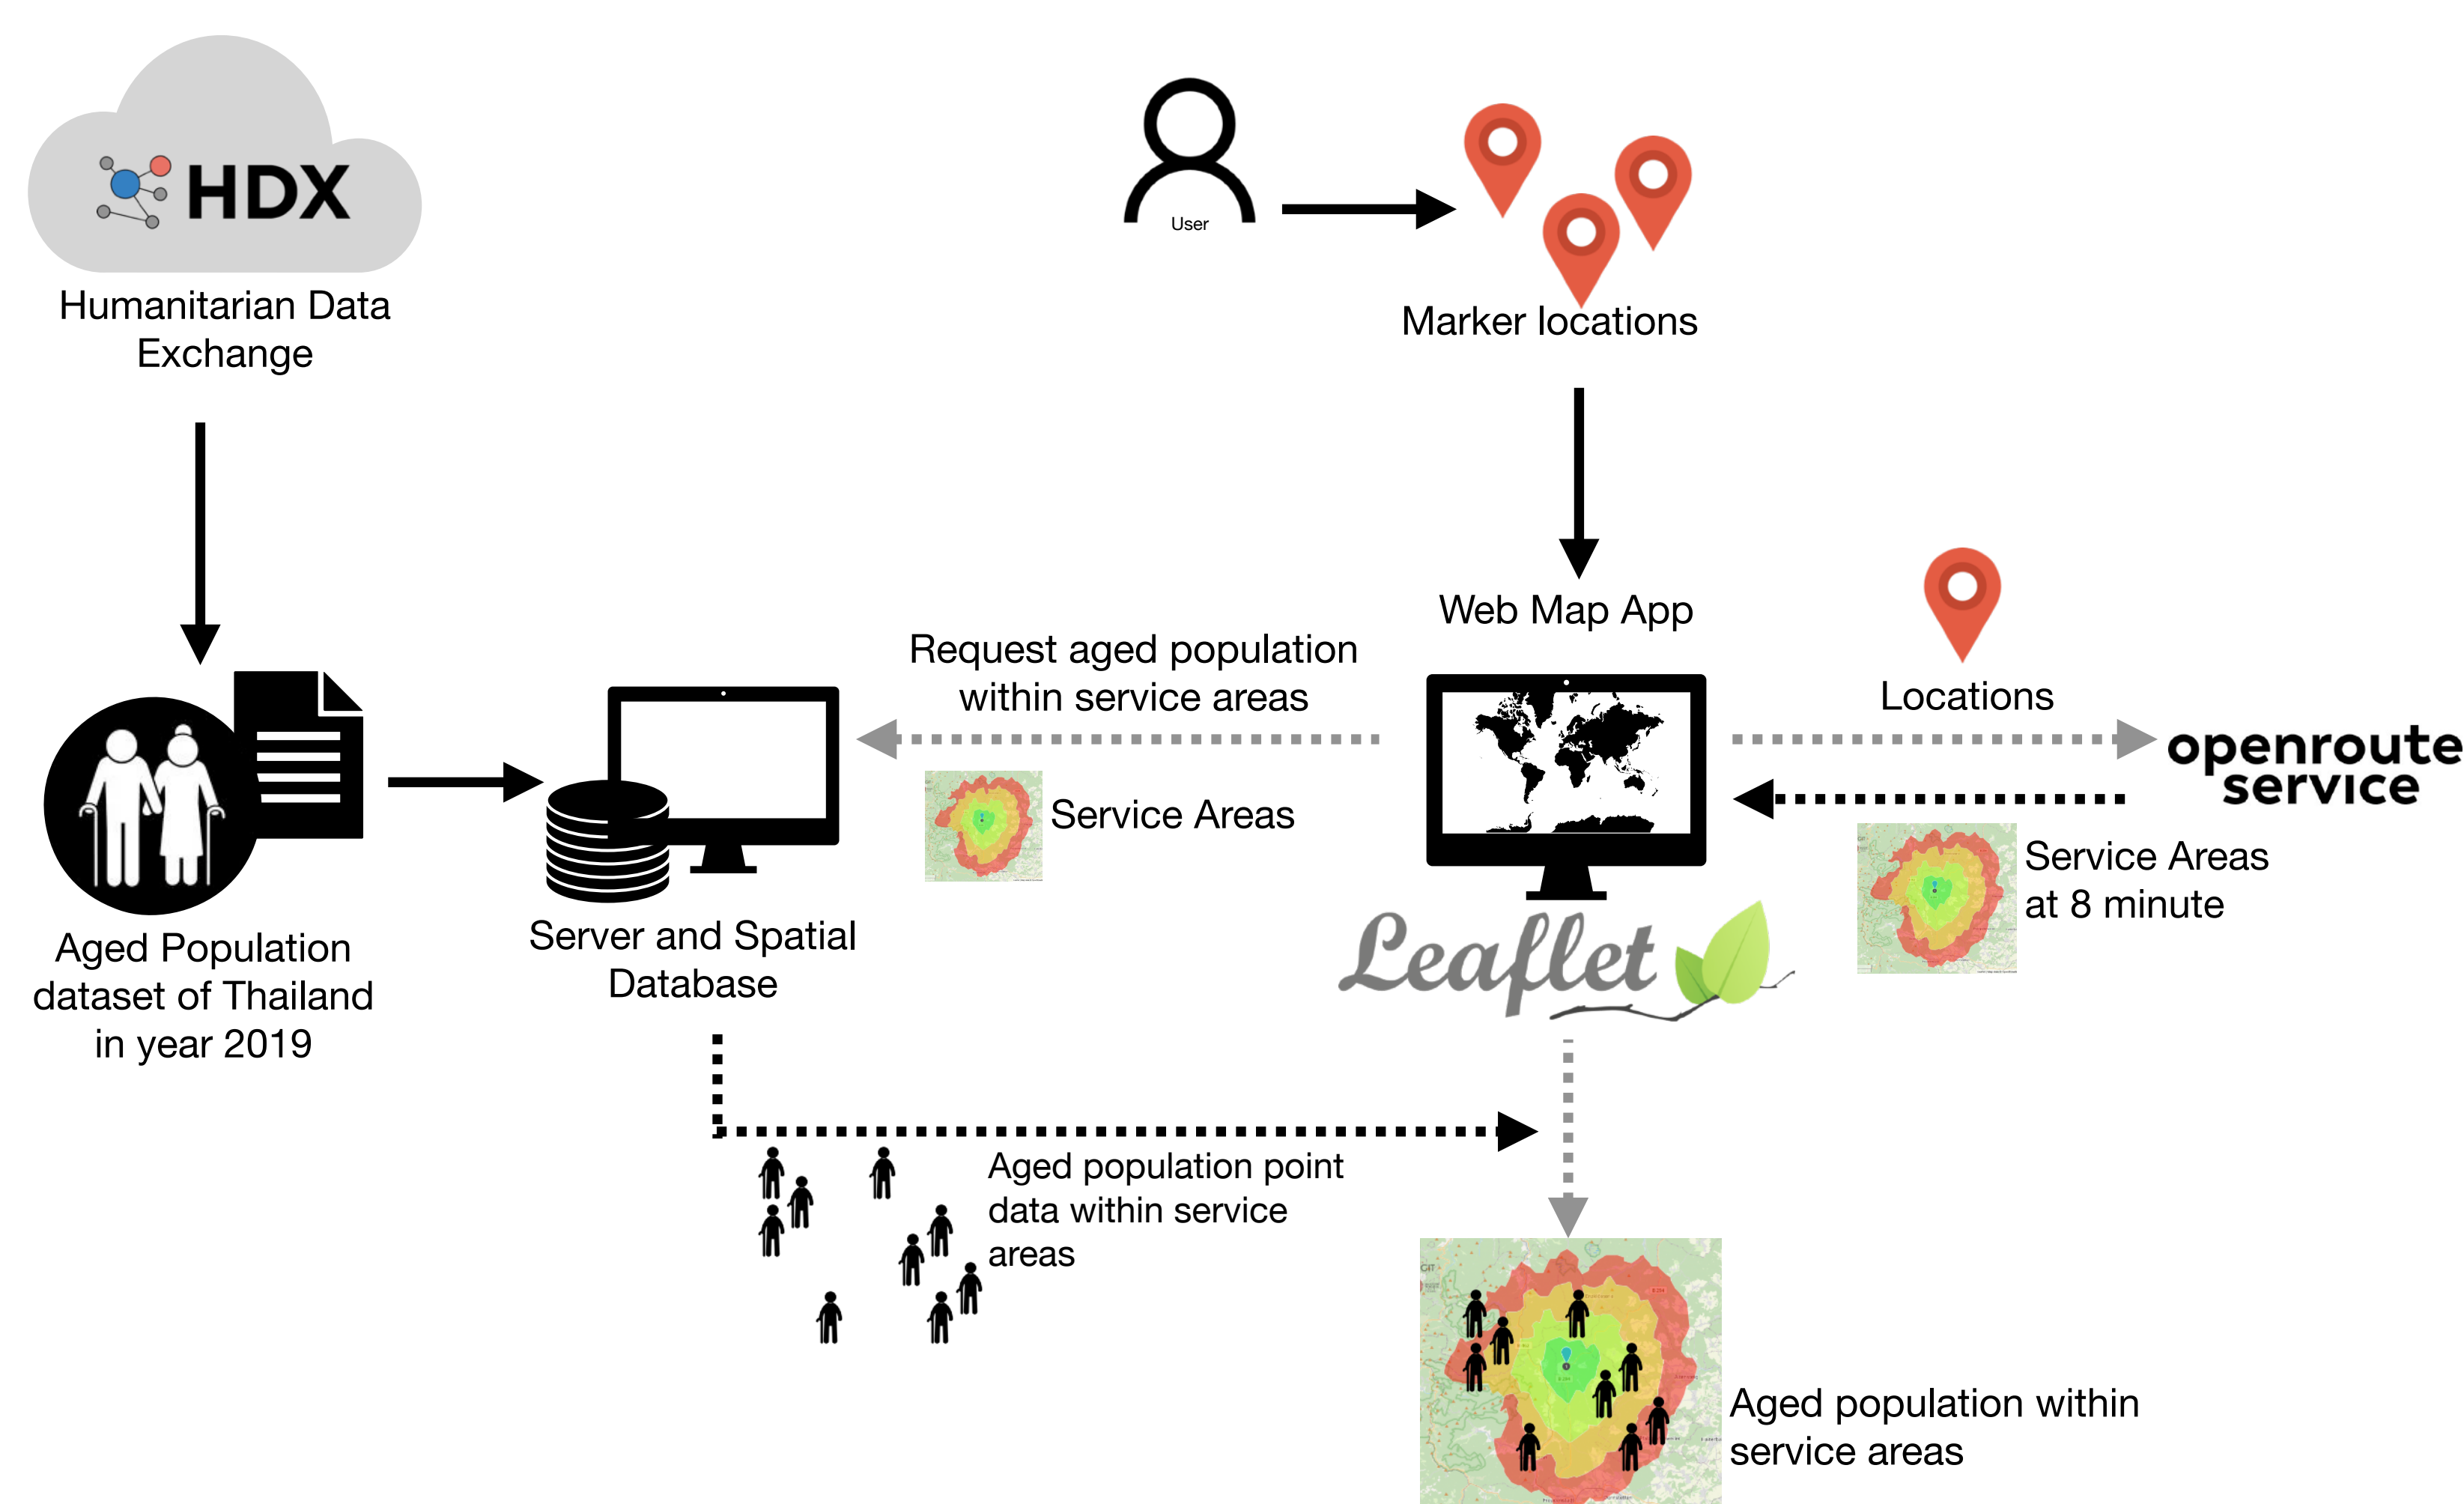 HDX
Humanitarian Data
Exchange
User
Marker locations
Web Map App
Request aged population
within service areas
Service Areas
Locations
openroute
service
Service Areas
at 8 minute
Aged Population
dataset of Thailand
in year 2019
Server and Spatial
Database
Leaflet
Aged population point
data within service
areas
Aged population within
service areas